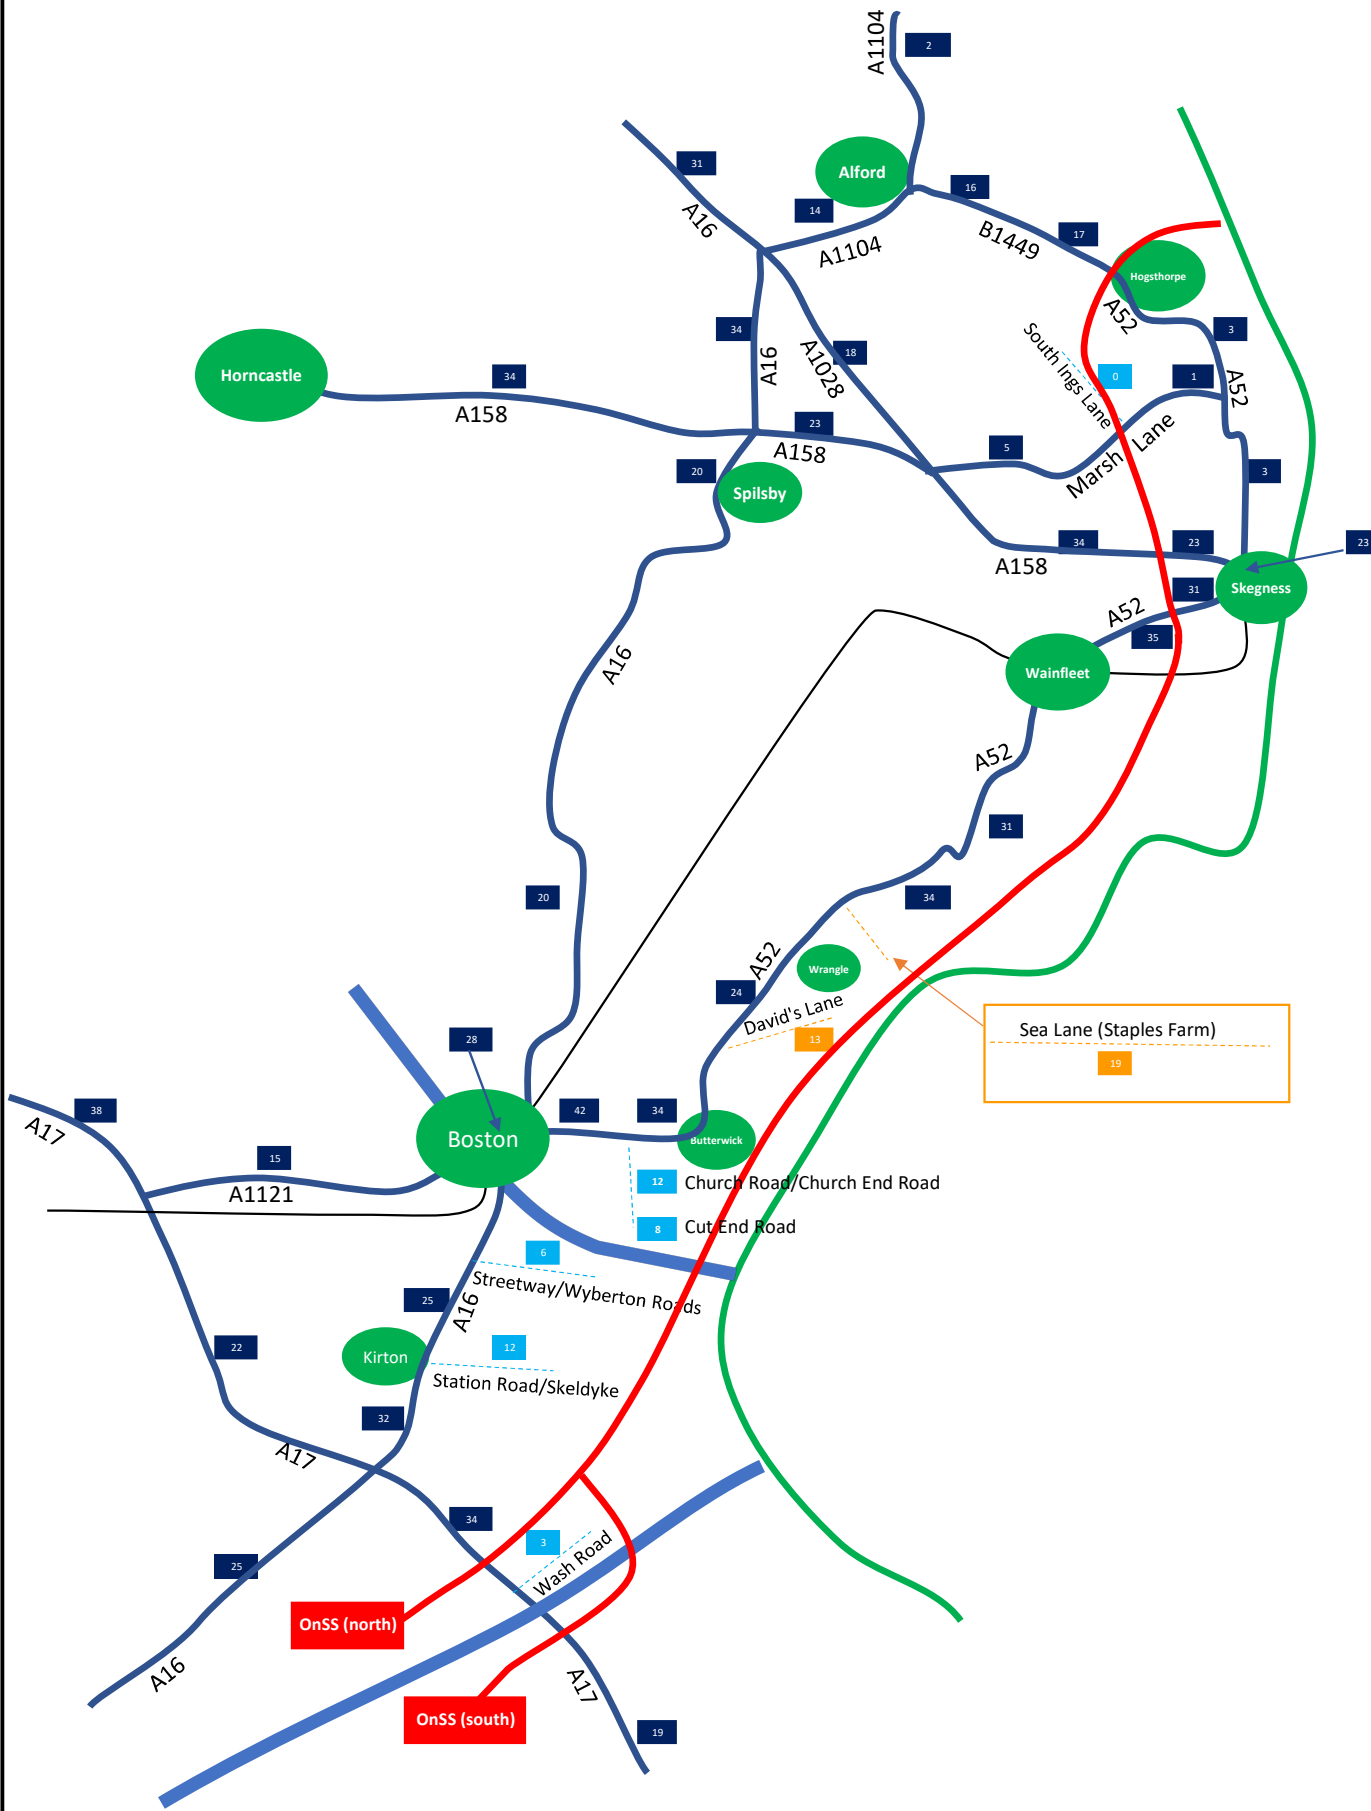 A1104
2
31
Alford
16
A16
14
A1104
B1449
17
Hogsthorpe
A52
3
34
A16
A1028
18
South Ings Lane
0
1
A52
Horncastle
34
A158
23
A158
5
Marsh Lane
3
20
Spilsby
34
23
23
A158
31
Skegness
A52
35
A16
Wainfleet
A52
31
20
34
A52
Wrangle
24
David's Lane
13
Sea Lane (Staples Farm)
19
28
38
A17
42
34
Boston
Butterwick
15
A1121
12
Church Road/Church End Road
8
Cut End Road
6
Streetway/Wyberton Roads
25
A16
22
Kirton
12
Station Road/Skeldyke
32
A17
34
3
Wash Road
25
OnSS (north)
A16
A17
OnSS (south)
19